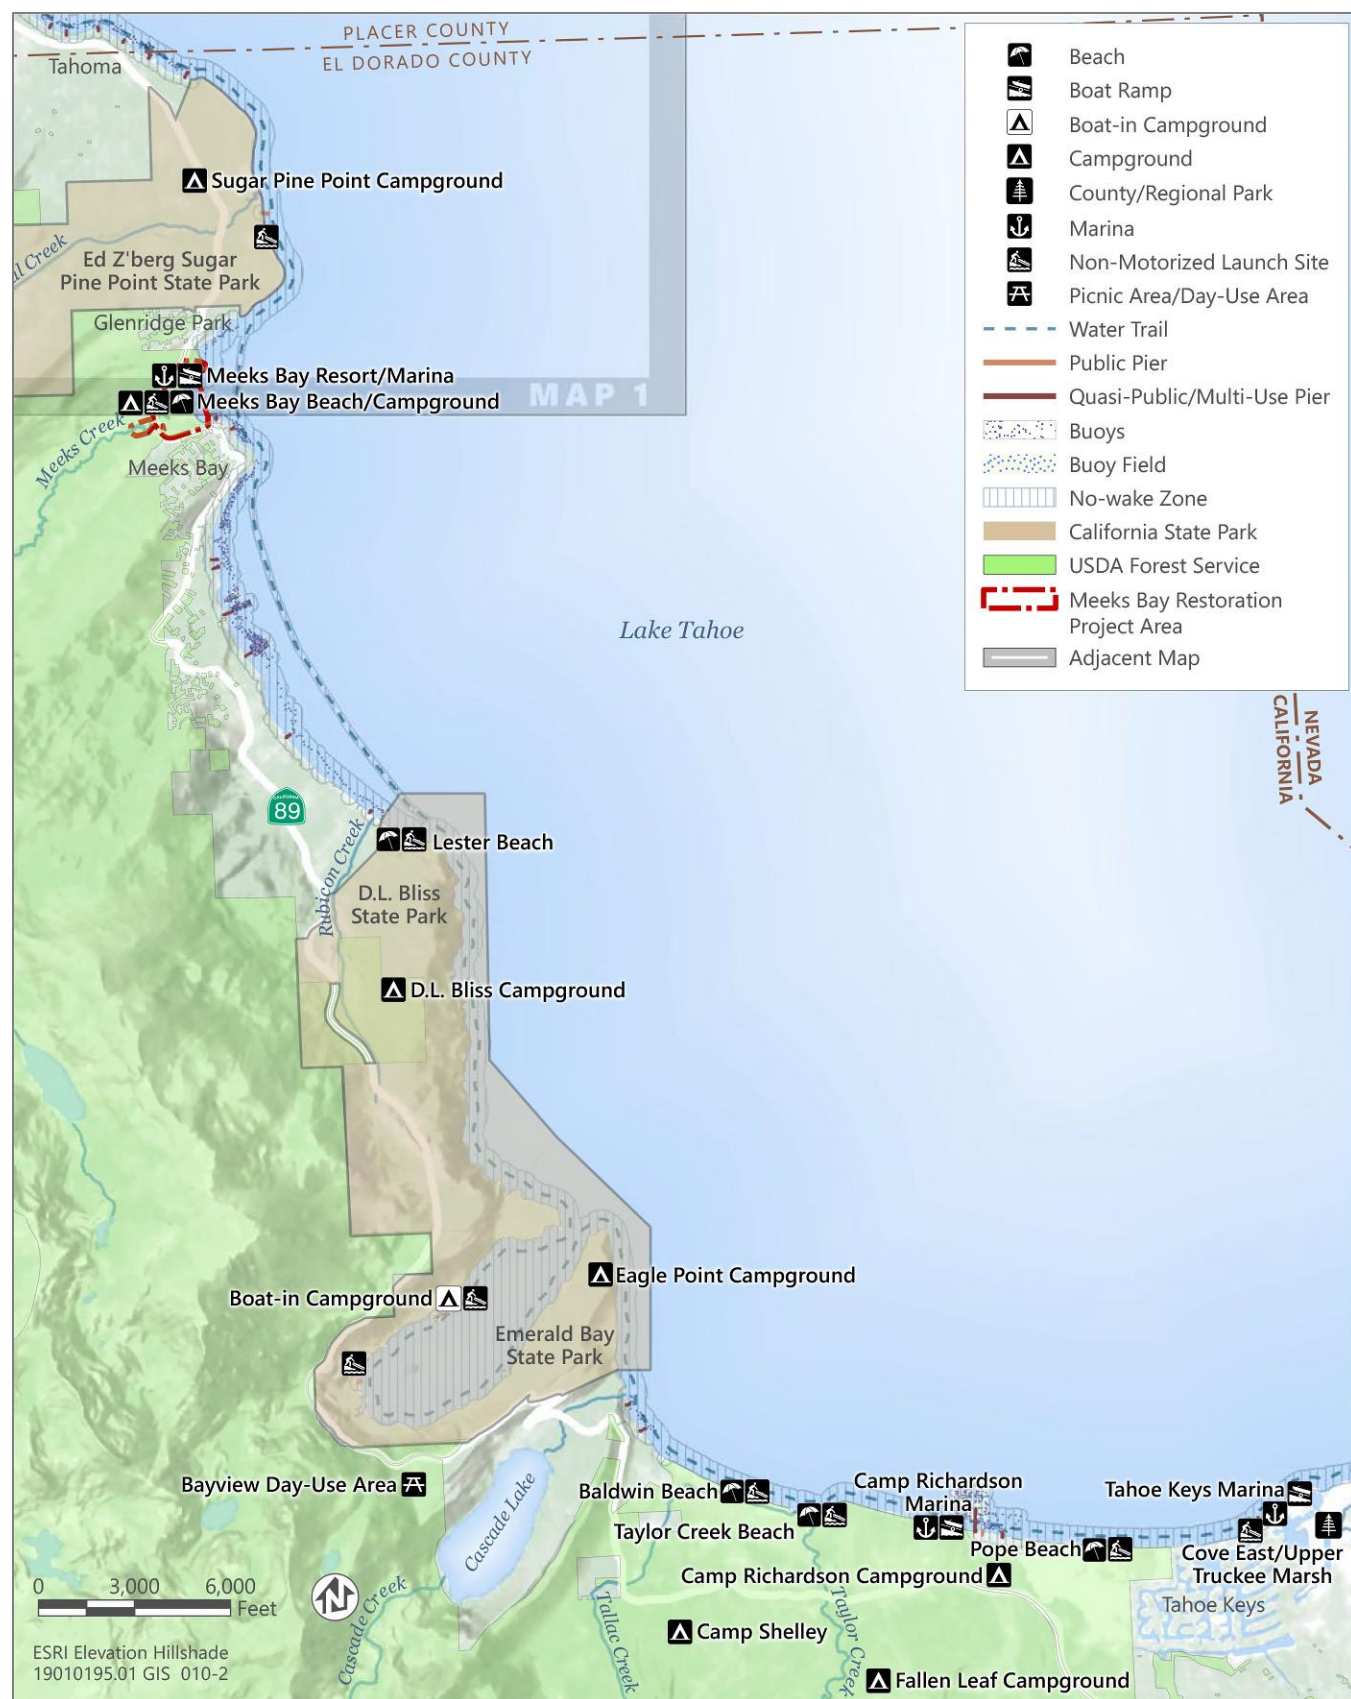 PLACER COUNTY
EL DORADO COUNTY
Tahoma
Sugar Pine Point Campground
Creek
Ed Z'berg Sugar
Pine Point State Park
Glenridge Park
Meeks Bay Resort/Marina
Meeks Bay Beach/Campground
MAP 1
Meeks Creek
Meeks Bay
Lake Tahoe
Beach
Boat Ramp
Boat-in Campground
Campground
County/Regional Park
Marina
Non-Motorized Launch Site
Picnic Area/Day-Use Area
Water Trail
Public Pier
Quasi-Public/Multi-Use Pier
Buoys
Buoy Field
No-wake Zone
California State Park
USDA Forest Service
Meeks Bay Restoration
Project Area
Adjacent Map
NEVADA
CALIFORNIA
CALIFORNIA
89
Rubicon Creek
Lester Beach
D.L. Bliss
State Park
D.L. Bliss Campground
Eagle Point Campground
Boat-in Campground
Emerald Bay
State Park
Bayview Day-Use Area
Cascade Lake
Baldwin Beach
Taylor Creek Beach
Camp Richardson
Marina
Tahoe Keys Marina
Pope Beach
Cove East/Upper
Truckee Marsh
Camp Richardson Campground
Tahoe Keys
Cascade Creek
Tallac Creek
Taylor Creek
Camp Shelley
Fallen Leaf Campground
0 3,000 6,000
Feet
N
ESRI Elevation Hillshade
19010195.01 GIS 010-2